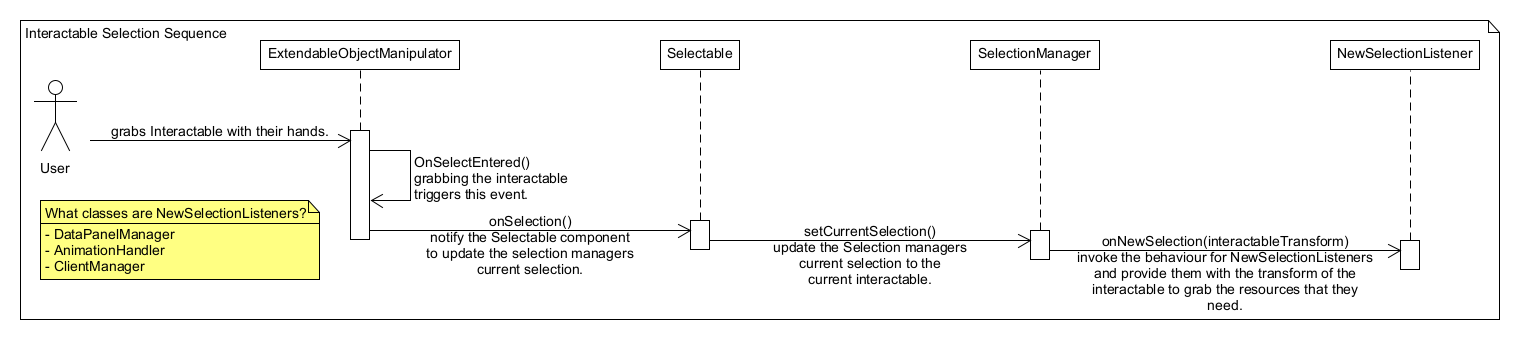 Interactable Selection Sequence
ExtendableObjectManipulator
Selectable
SelectionManager
NewSelectionListener
grabs Interactable with their hands.
User
OnSelectEntered()
grabbing the interactable
triggers this event.
What classes are NewSelectionListeners?
- DataPanelManager
- AnimationHandler
- ClientManager
onSelection()
notify the Selectable component
to update the selection managers
current selection.
setCurrentSelection()
update the Selection managers
current selection to the
current interactable.
onNewSelection(interactableTransform)
invoke the behaviour for NewSelectionListeners
and provide them with the transform of the
interactable to grab the resources that they
need.